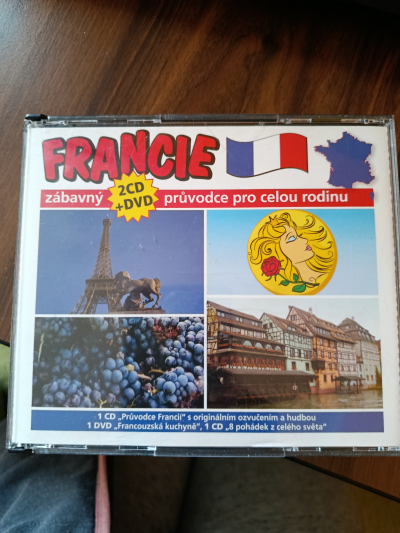 FRANCIE
zábavný 2CD +DVD průvodce pro celou rodinu
1 CD „Průvodce Francií“ s originálním ozvučením a hudbou
1 DVD „Francouzská kuchyně“, 1 CD „8 pohádek z celého světa“